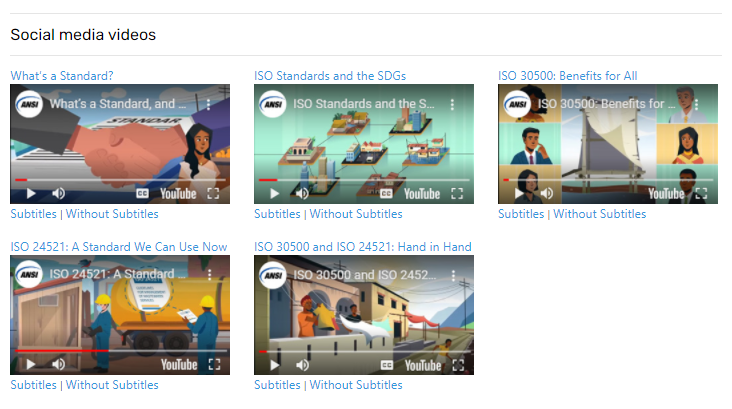 Social media videos
What's a Standard?
ISO Standards and the SDGs
ISO 30500: Benefits for All
ANSI What's a Standard, and ...
STANDAR
CC YouTube
ANSI ISO Standards and the S...
CC YouTube
ANSI ISO 30500: Benefits for ...
YouTube
Subtitles | Without Subtitles
Subtitles | Without Subtitles
Subtitles | Without Subtitles
ISO 24521: A Standard We Can Use Now
ISO 30500 and ISO 24521: Hand in Hand
ANSI ISO 24521: A Standard ...
YouTube
ANSI ISO 30500 and ISO 2452...
CC YouTube
Subtitles | Without Subtitles
Subtitles | Without Subtitles